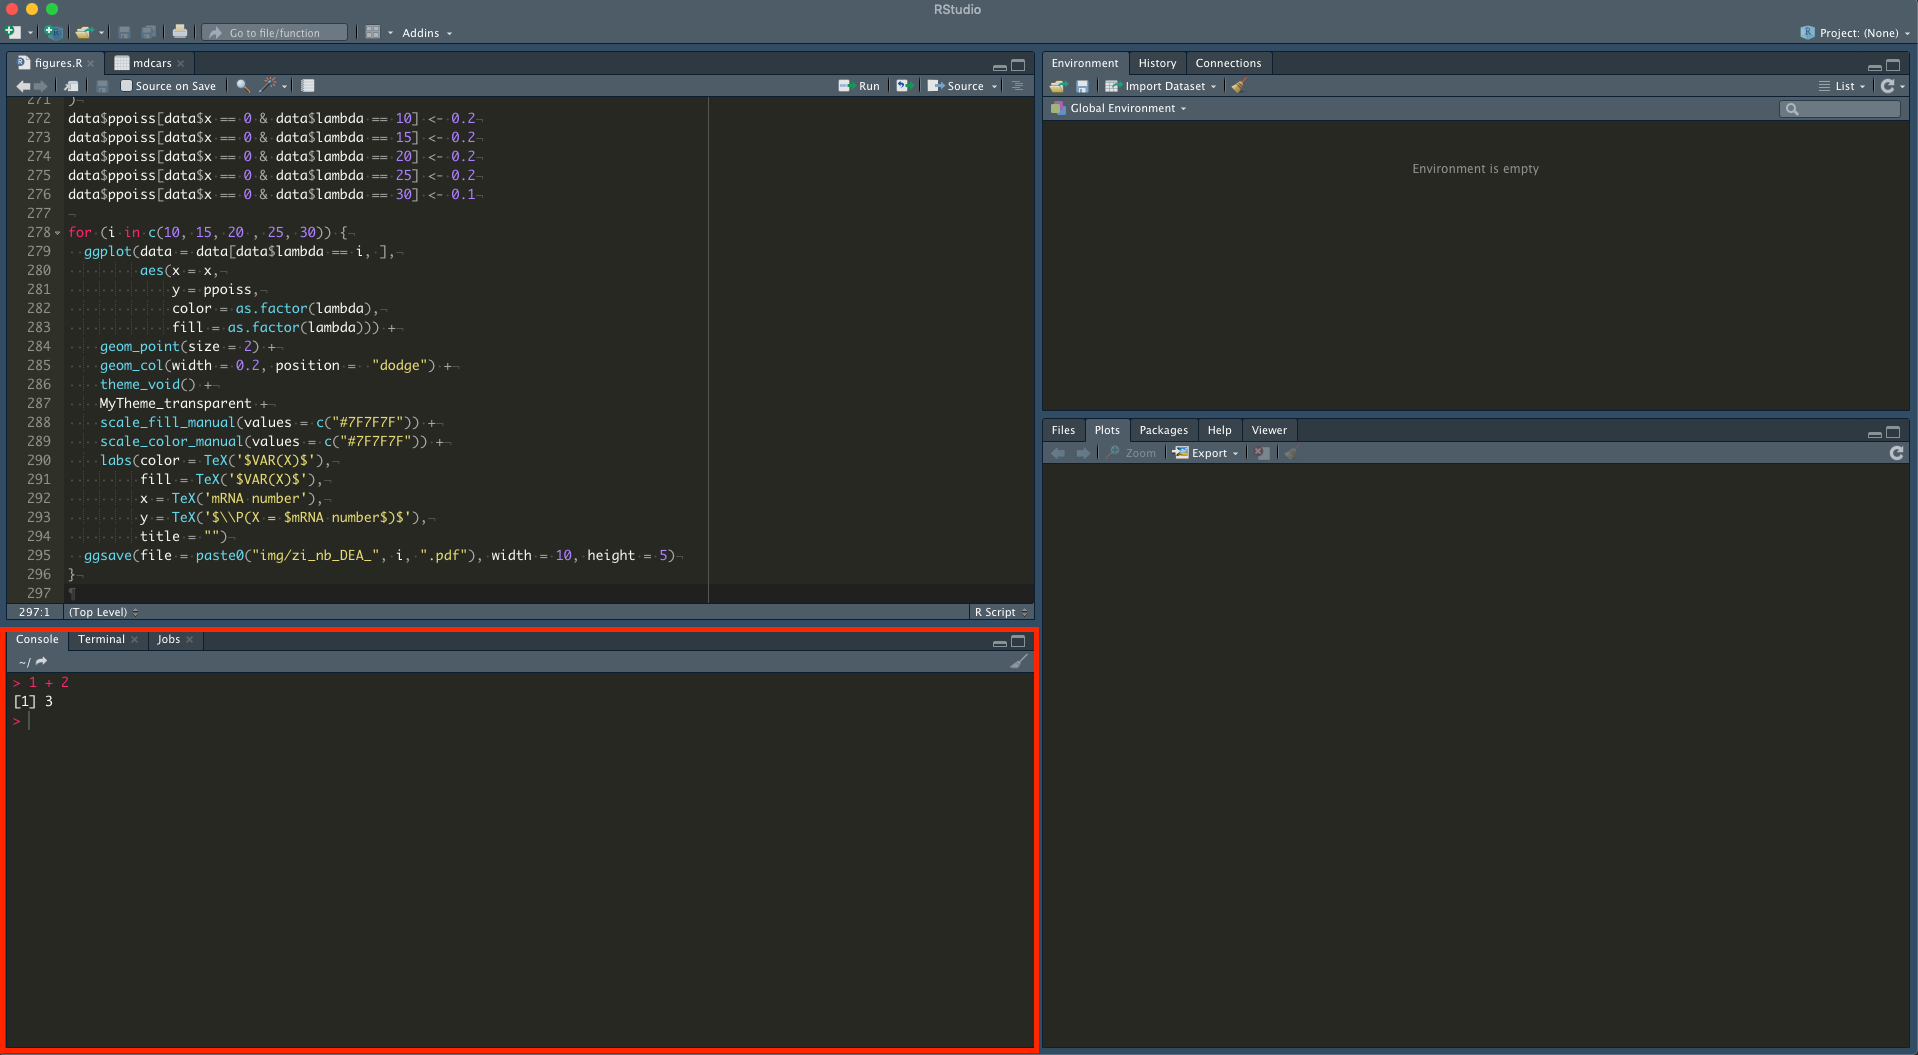 RStudio
Go to file/function
Addins
Project: (None)
figures.R
mdcars
Source on Save
Run
Source
271 )
272 data$ppoiss[data$x == 0 & data$lambda == 10] <- 0.2
273 data$ppoiss[data$x == 0 & data$lambda == 15] <- 0.2
274 data$ppoiss[data$x == 0 & data$lambda == 20] <- 0.2
275 data$ppoiss[data$x == 0 & data$lambda == 25] <- 0.2
276 data$ppoiss[data$x == 0 & data$lambda == 30] <- 0.1
277
278 for (i in c(10, 15, 20 , 25, 30)) {
279   ggplot(data = data[data$lambda == i, ],
280          aes(x = x,
281              y = ppoiss,
282              color = as.factor(lambda),
283              fill = as.factor(lambda))) +
284     geom_point(size = 2) +
285     geom_col(width = 0.2, position =  "dodge") +
286     theme_void() +
287     MyTheme_transparent +
288     scale_fill_manual(values = c("#7F7F7F")) +
289     scale_color_manual(values = c("#7F7F7F")) +
290     labs(color = TeX('$VAR(X)$'),
291          fill = TeX('$VAR(X)$'),
292          x = TeX('mRNA number'),
293          y = TeX('$\\P(X = $mRNA number$)$'),
294          title = "")
295   ggsave(file = paste0("img/zi_nb_DEA_", i, ".pdf"), width = 10, height = 5)
296 }
297 ¶
297:1 (Top Level)
R Script
Console
Terminal
Jobs
~/
> 1 + 2
[1] 3
>
Environment
History
Connections
Import Dataset
List
Global Environment
Environment is empty
Files
Plots
Packages
Help
Viewer
Zoom
Export